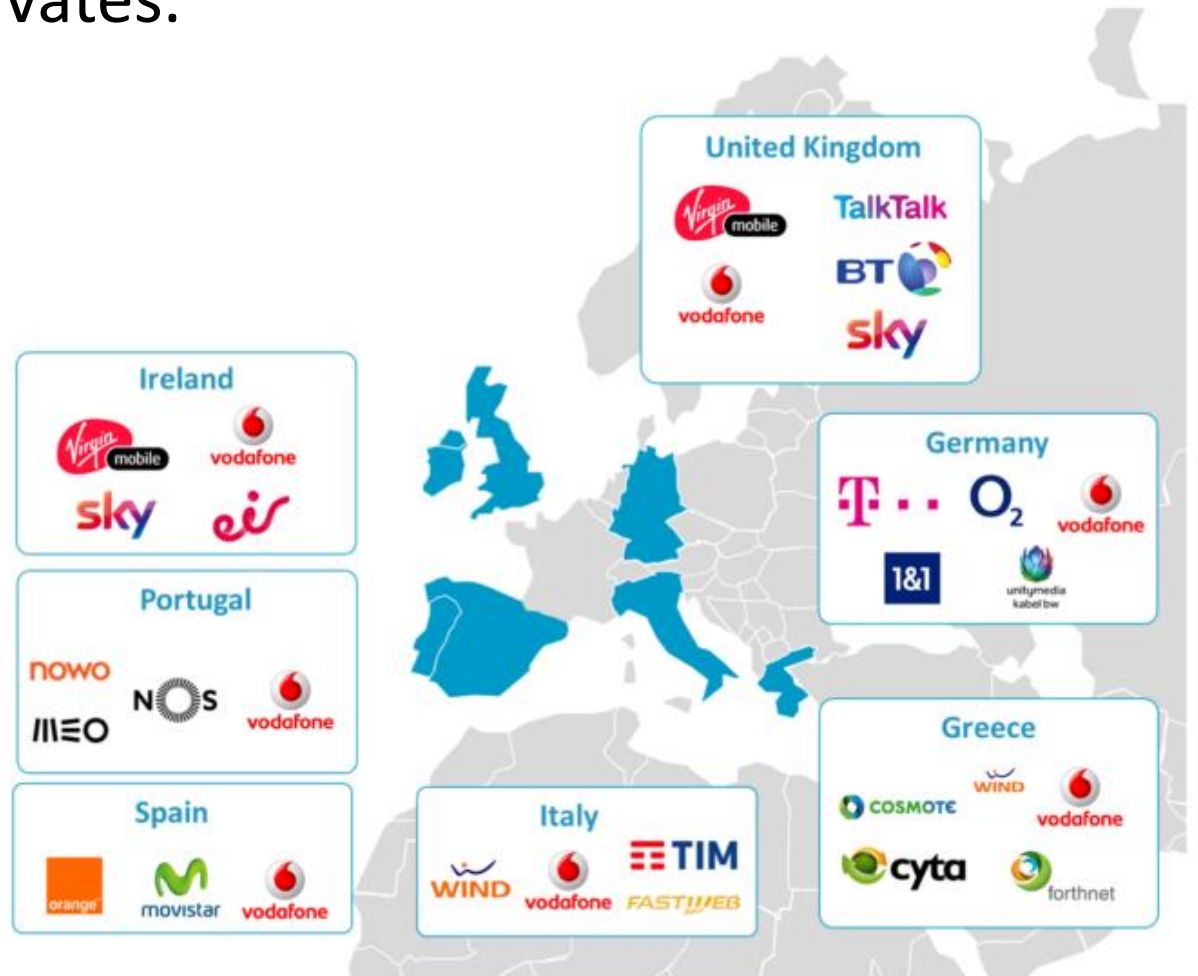 vates.
United Kingdom
Virgin mobile
TalkTalk
vodafone
BT
sky
Ireland
Virgin mobile
vodafone
sky
eir
Germany
T
O2
vodafone
1&1
unitymedia
kabel bw
Portugal
nowo
NOS
vodafone
MEO
Greece
COSMOTE
WIND
vodafone
cyta
forthnet
Spain
orange™
movistar
vodafone
Italy
WIND
vodafone
TIM
FASTWEB